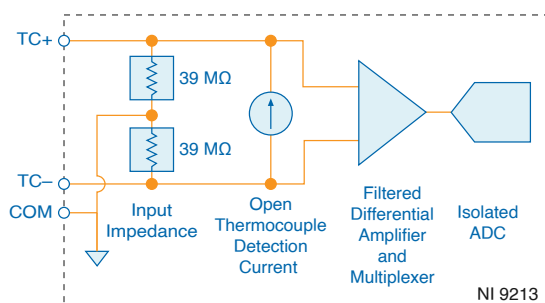 TC+
39 MΩ
39 MΩ
TC–
COM
Input
Impedance
Open
Thermocouple
Detection
Current
Filtered
Differential
Amplifier
and
Multiplexer
Isolated
ADC
NI 9213